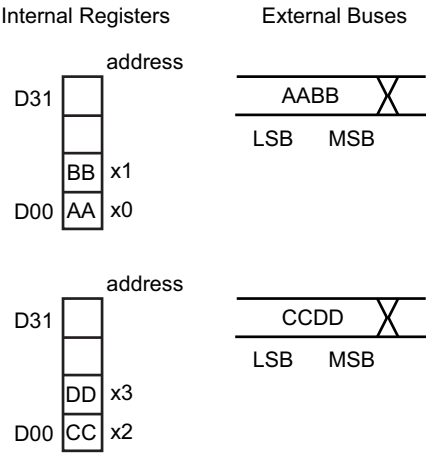 Internal Registers External Buses
address
D31 AABB
LSB MSB
BB x1
D00 AA x0
address
D31 CCDD
LSB MSB
DD x3
D00 CC x2